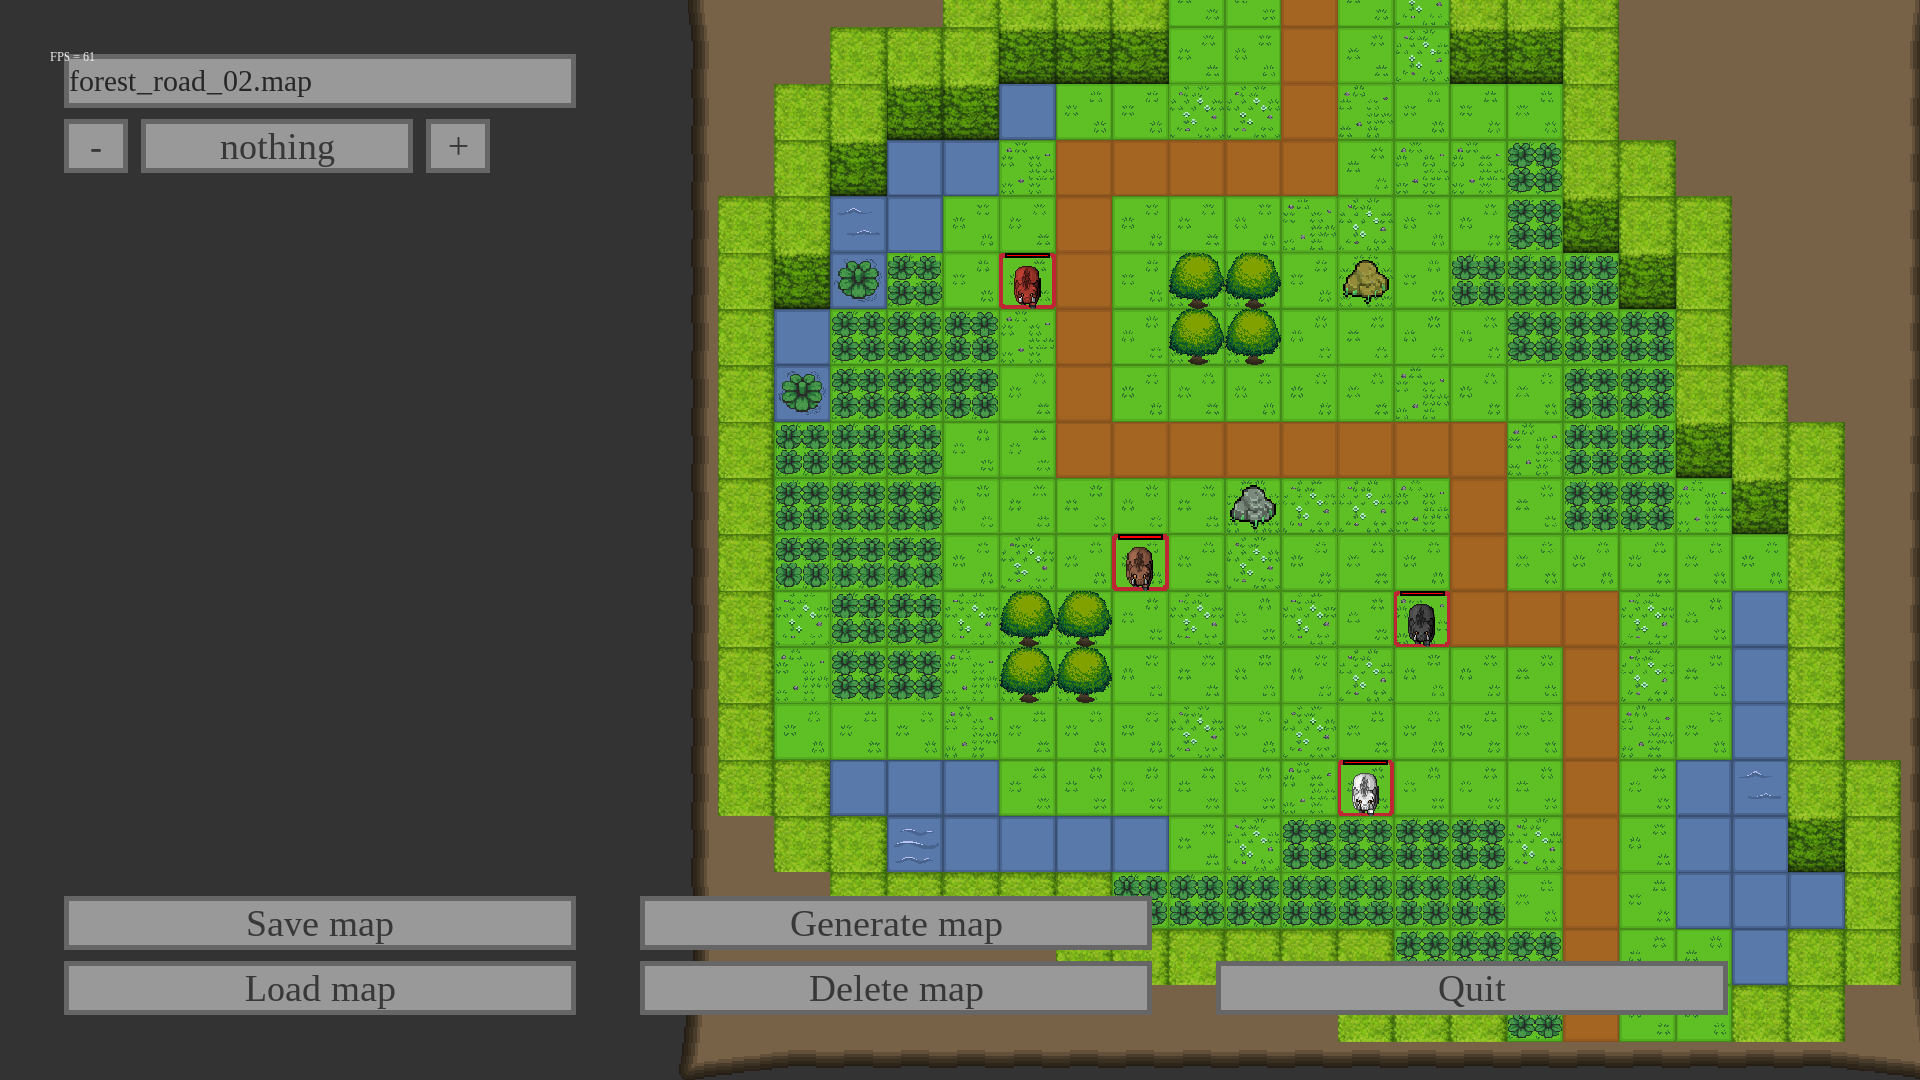 FPS = 61
forest_road_02.map
- nothing +
Save map
Generate map
Load map
Delete map
Quit